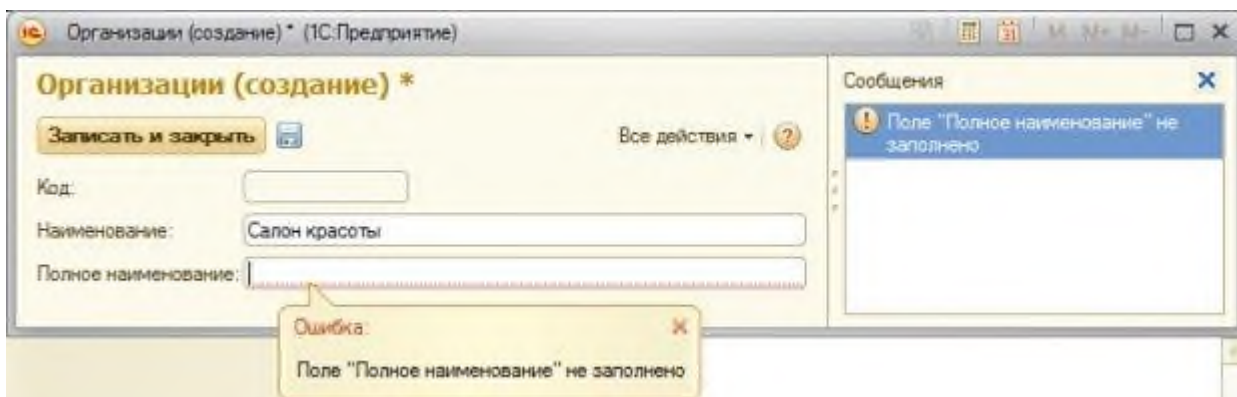 Организации (создание) * (1С:Предприятие)
31 M M+ M-
Организации (создание) *
Записать и закрыть
Все действия
Код:
Наименование: Салон красоты
Полное наименование:
Ошибка:
Поле "Полное наименование" не заполнено
Сообщения
Поле "Полное наименование" не
заполнено